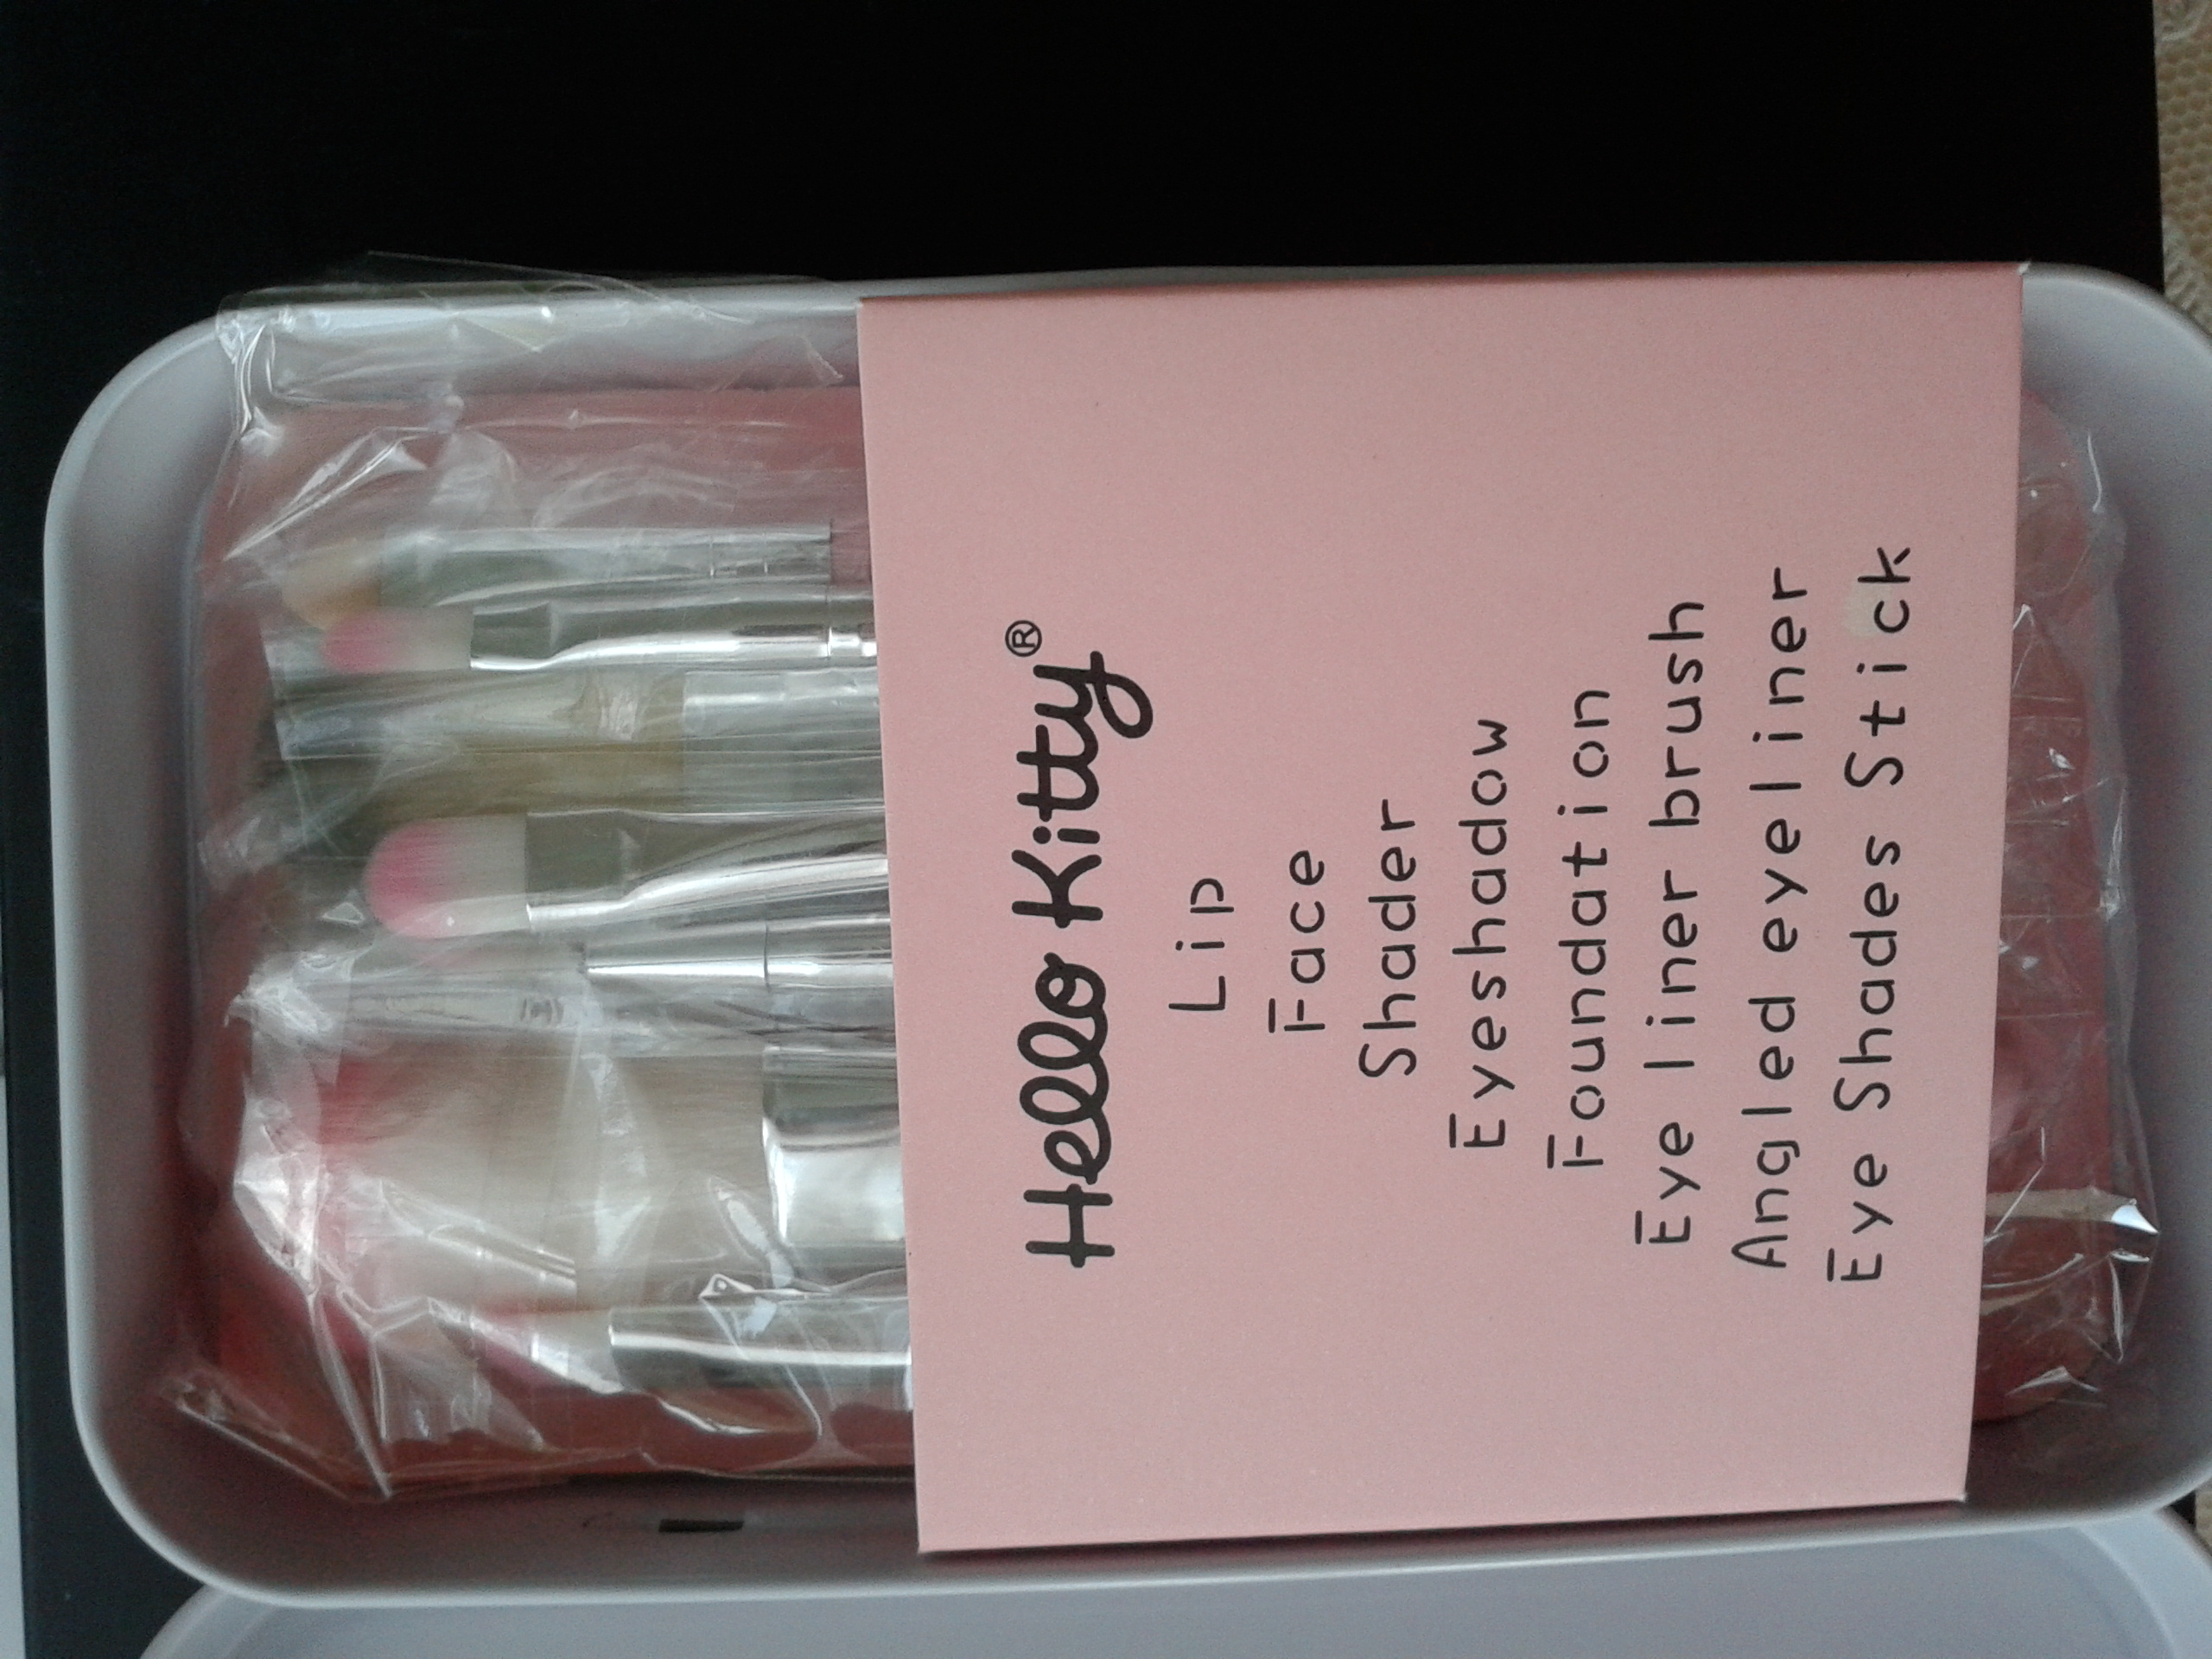 Hello Kitty®
Lip
Face
Shader
Eyeshadow
Foundation
Eye liner brush
Angled eyeliner
Eye Shades Stick